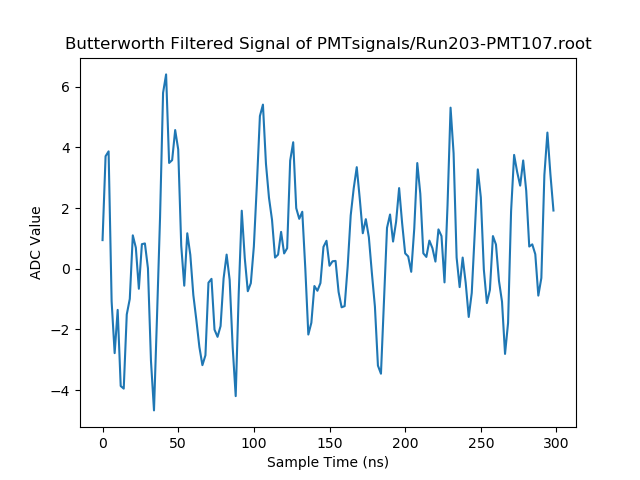 Butterworth Filtered Signal of PMTsignals/Run203-PMT107.root
6
4
2
0
−2
−4
ADC Value
0 50 100 150 200 250 300
Sample Time (ns)